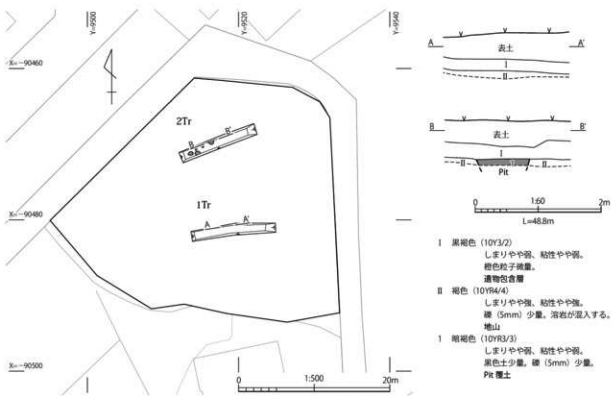 Y=-9500
Y=-9520
Y=-9540
X=-90460
X=-90480
X=-90500
2Tr
B
B'
1Tr
A
A'
0
1:500
20m
A
表土
A'
I
II
B
表土
B'
I
II
1
II
Pit
0
1:60
2m
L=48.8m
I 黒褐色(10Y3/2)
しまりやや弱、粘性やや弱。
橙色粒子微量。
遺物包含層
II 褐色(10YR4/4)
しまりやや強、粘性やや強。
礫(5mm)少量。溶岩が混入する。
地山
1 暗褐色(10YR3/3)
しまりやや弱、粘性やや弱。
黒色土少量。礫(5mm)少量。
Pit 覆土